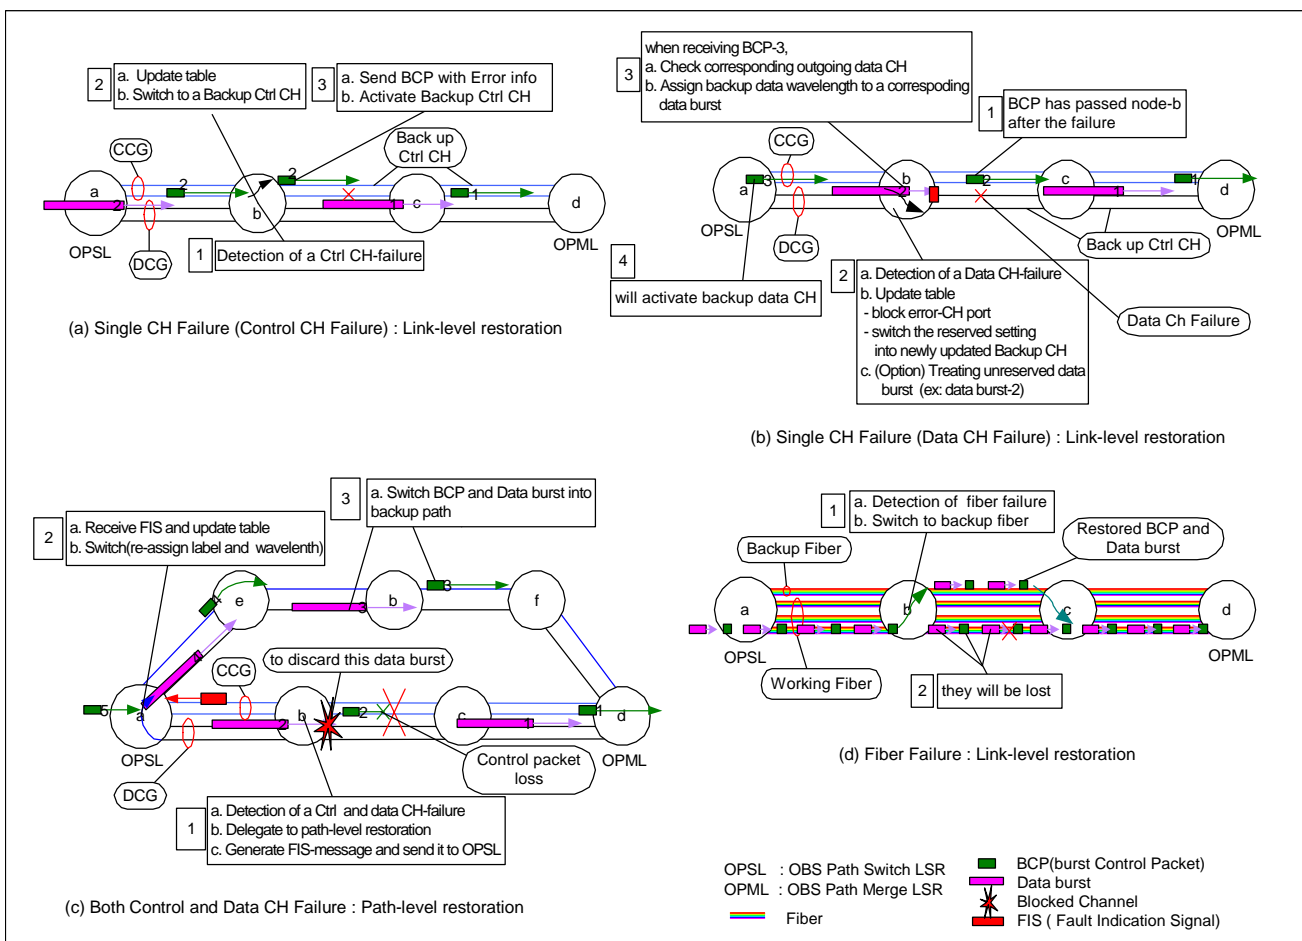 2
a. Update table
b. Switch to a Backup Ctrl CH
3
a. Send BCP with Error info
b. Activate Backup Ctrl CH
CCG
Back up
Ctrl CH
a
2
2
b
2
1
c
1
d
OPSL
DCG
1
Detection of a Ctrl CH-failure
OPML
(a) Single CH Failure (Control CH Failure) : Link-level restoration
3
when receiving BCP-3,
a. Check corresponding outgoing data CH
b. Assign backup data wavelength to a correspoding
data burst
1
BCP has passed node-b
after the failure
CCG
a
3
b
2
2
c
1
1
d
OPSL
DCG
OPML
Back up Ctrl CH
4
will activate backup data CH
2
a. Detection of a Data CH-failure
b. Update table
- block error-CH port
- switch the reserved setting
into newly updated Backup CH
c. (Option) Treating unreserved data
burst (ex: data burst-2)
Data Ch Failure
(b) Single CH Failure (Data CH Failure) : Link-level restoration
3
a. Switch BCP and Data burst into
backup path
2
a. Receive FIS and update table
b. Switch(re-assign label and wavelenth)
4
e
3
b
3
f
4
CCG
to discard this data burst
5
a
2
b
2
c
1
1
d
OPSL
DCG
Control packet
loss
OPML
1
a. Detection of a Ctrl and data CH-failure
b. Delegate to path-level restoration
c. Generate FIS-message and send it to OPSL
(c) Both Control and Data CH Failure : Path-level restoration
1
a. Detection of fiber failure
b. Switch to backup fiber
Backup Fiber
Restored BCP and
Data burst
a
b
c
d
OPSL
OPML
Working Fiber
2
they will be lost
(d) Fiber Failure : Link-level restoration
OPSL : OBS Path Switch LSR
OPML : OBS Path Merge LSR
Fiber
BCP(burst Control Packet)
Data burst
Blocked Channel
FIS ( Fault Indication Signal)